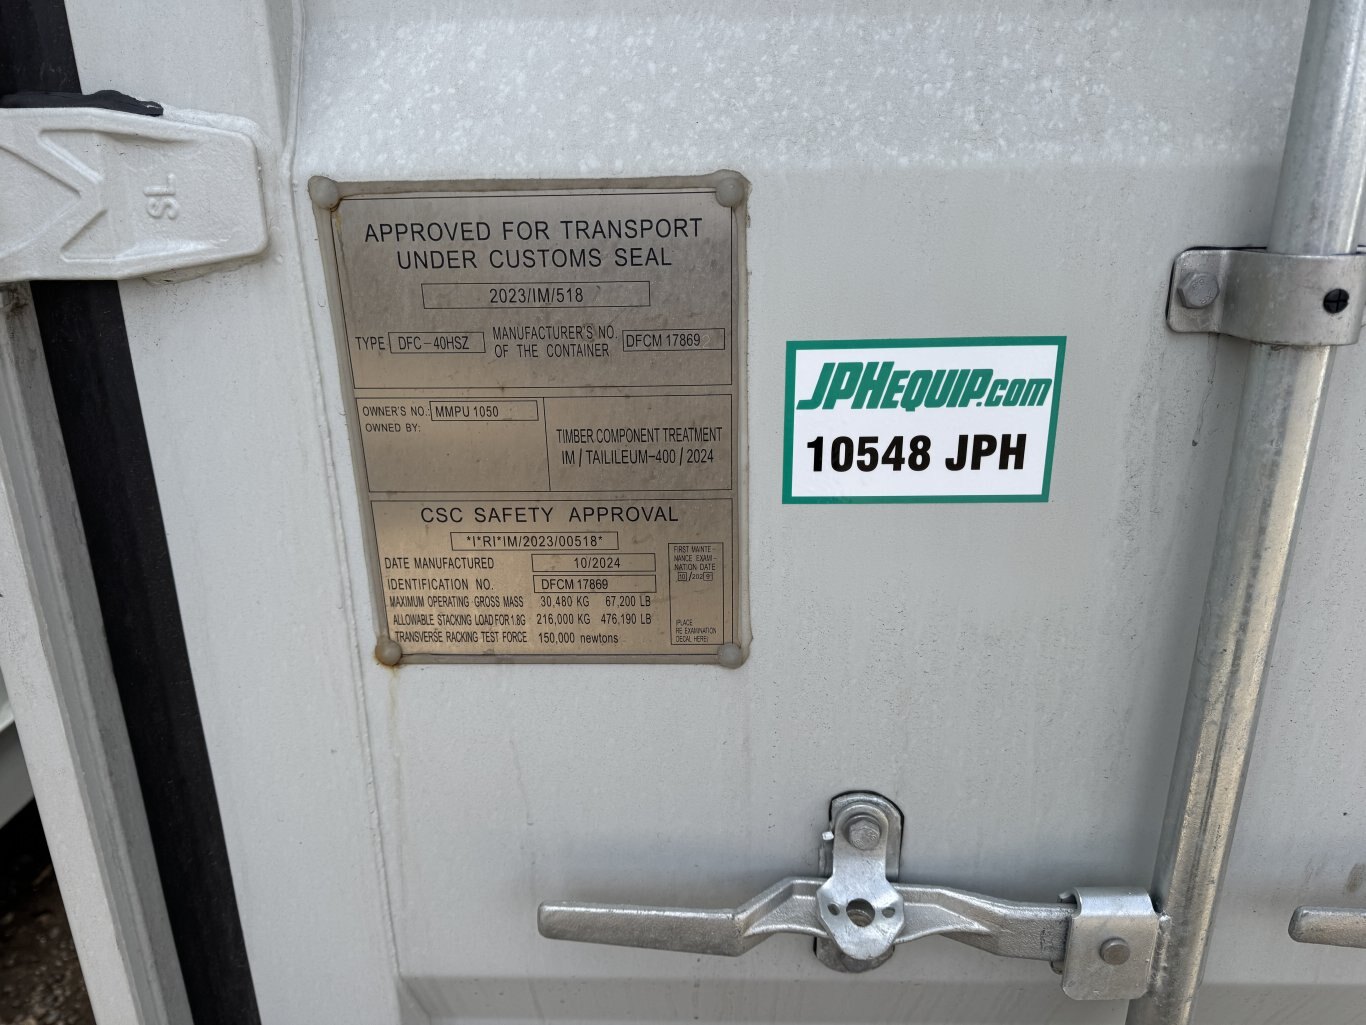 SL
APPROVED FOR TRANSPORT
UNDER CUSTOMS SEAL
2023/IM/518
TYPE DFC-40HSZ MANUFACTURER'S NO.
OF THE CONTAINER DFCM 17869
OWNER'S NO.: MMPU 1050
OWNED BY:
TIMBER COMPONENT TREATMENT
IM / TAILILEUM-400 / 2024
CSC SAFETY APPROVAL
*I*RI*IM/2023/00518*
DATE MANUFACTURED 10/2024
IDENTIFICATION NO. DFCM 17869
MAXIMUM OPERATING GROSS MASS 30,480 KG 67,200 LB
ALLOWABLE STACKING LOAD FOR 1.8G 216,000 KG 476,190 LB
TRANSVERSE RACKING TEST FORCE 150,000 newtons
FIRST MAINTE-
NANCE EXAMI-
NATION DATE
10 /2029
(PLACE
RE EXAMINATION
DECAL HERE)
JPHEQUIP.com
10548 JPH